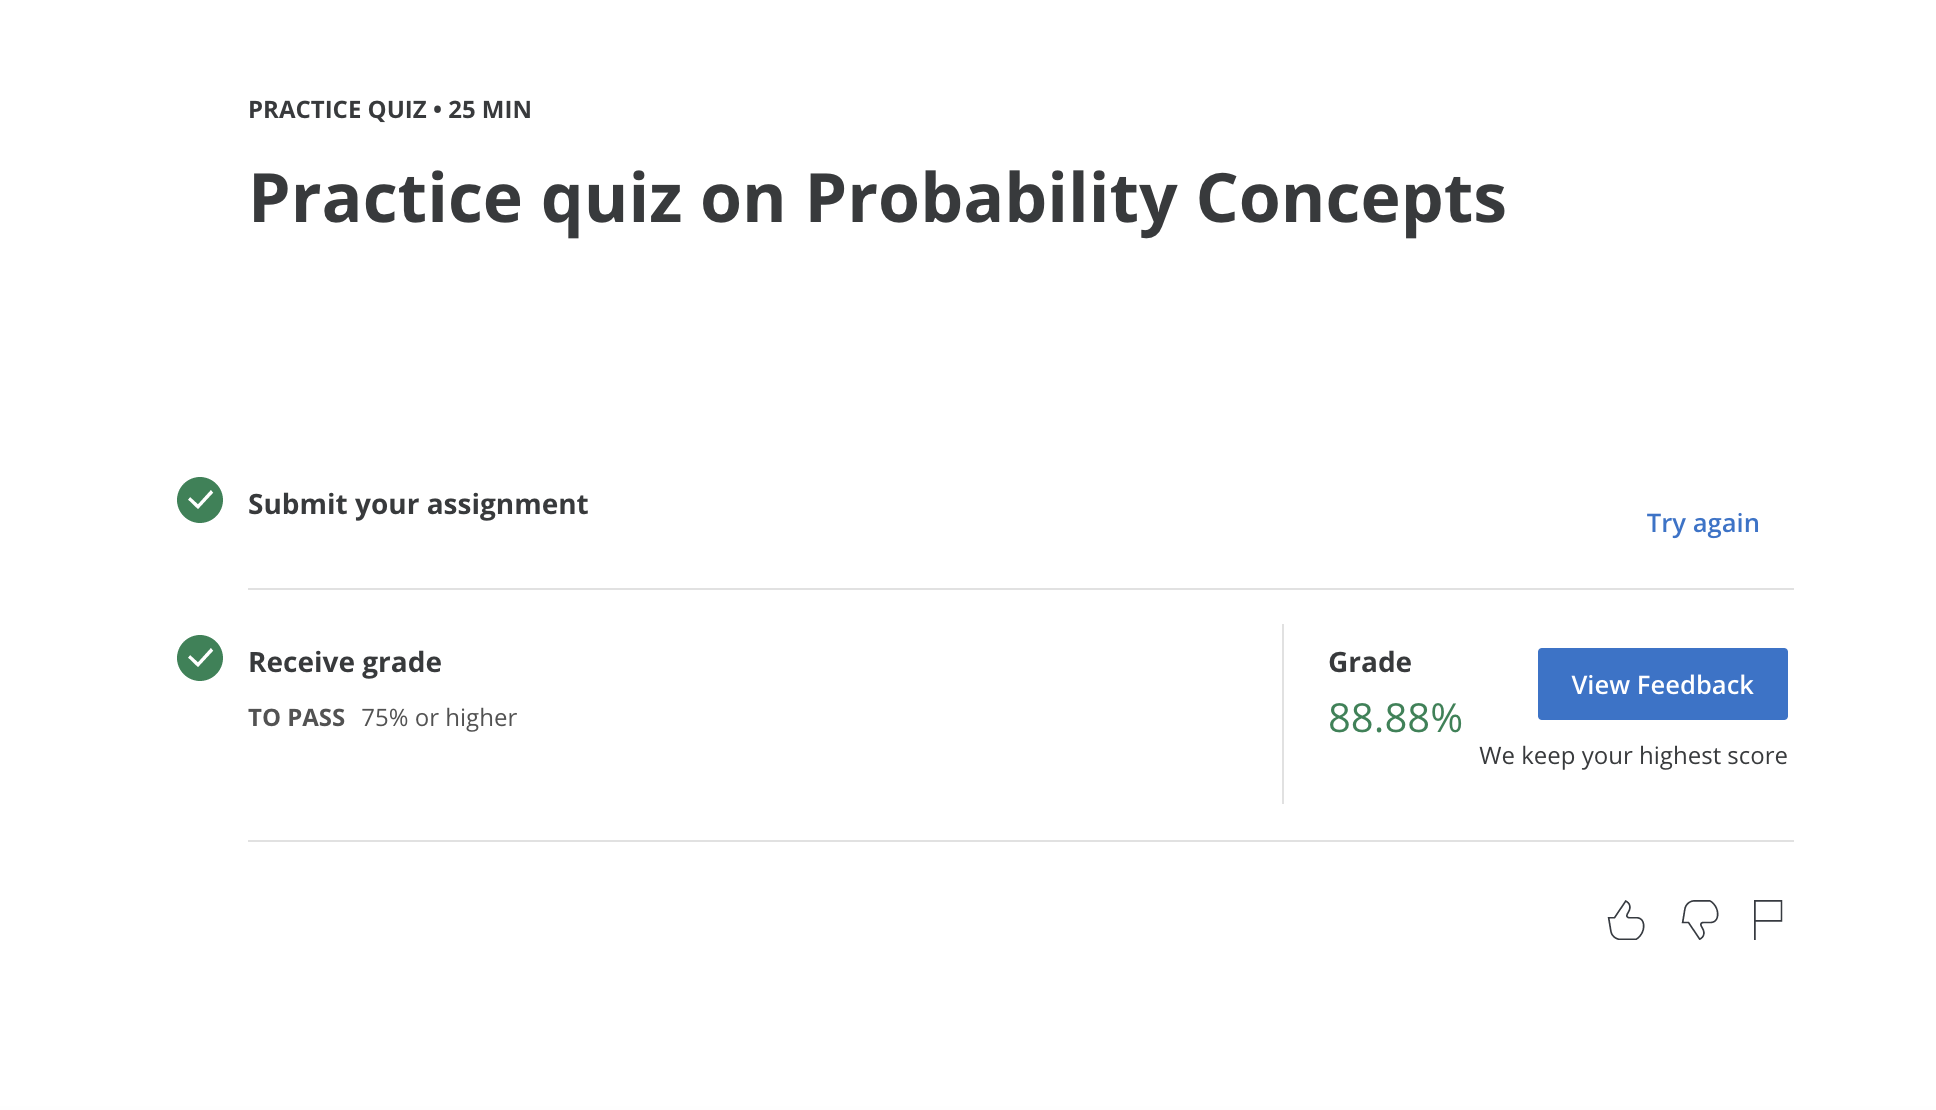 PRACTICE QUIZ • 25 MIN
Practice quiz on Probability Concepts
Submit your assignment
Try again
Receive grade
TO PASS 75% or higher
Grade
88.88%
View Feedback
We keep your highest score